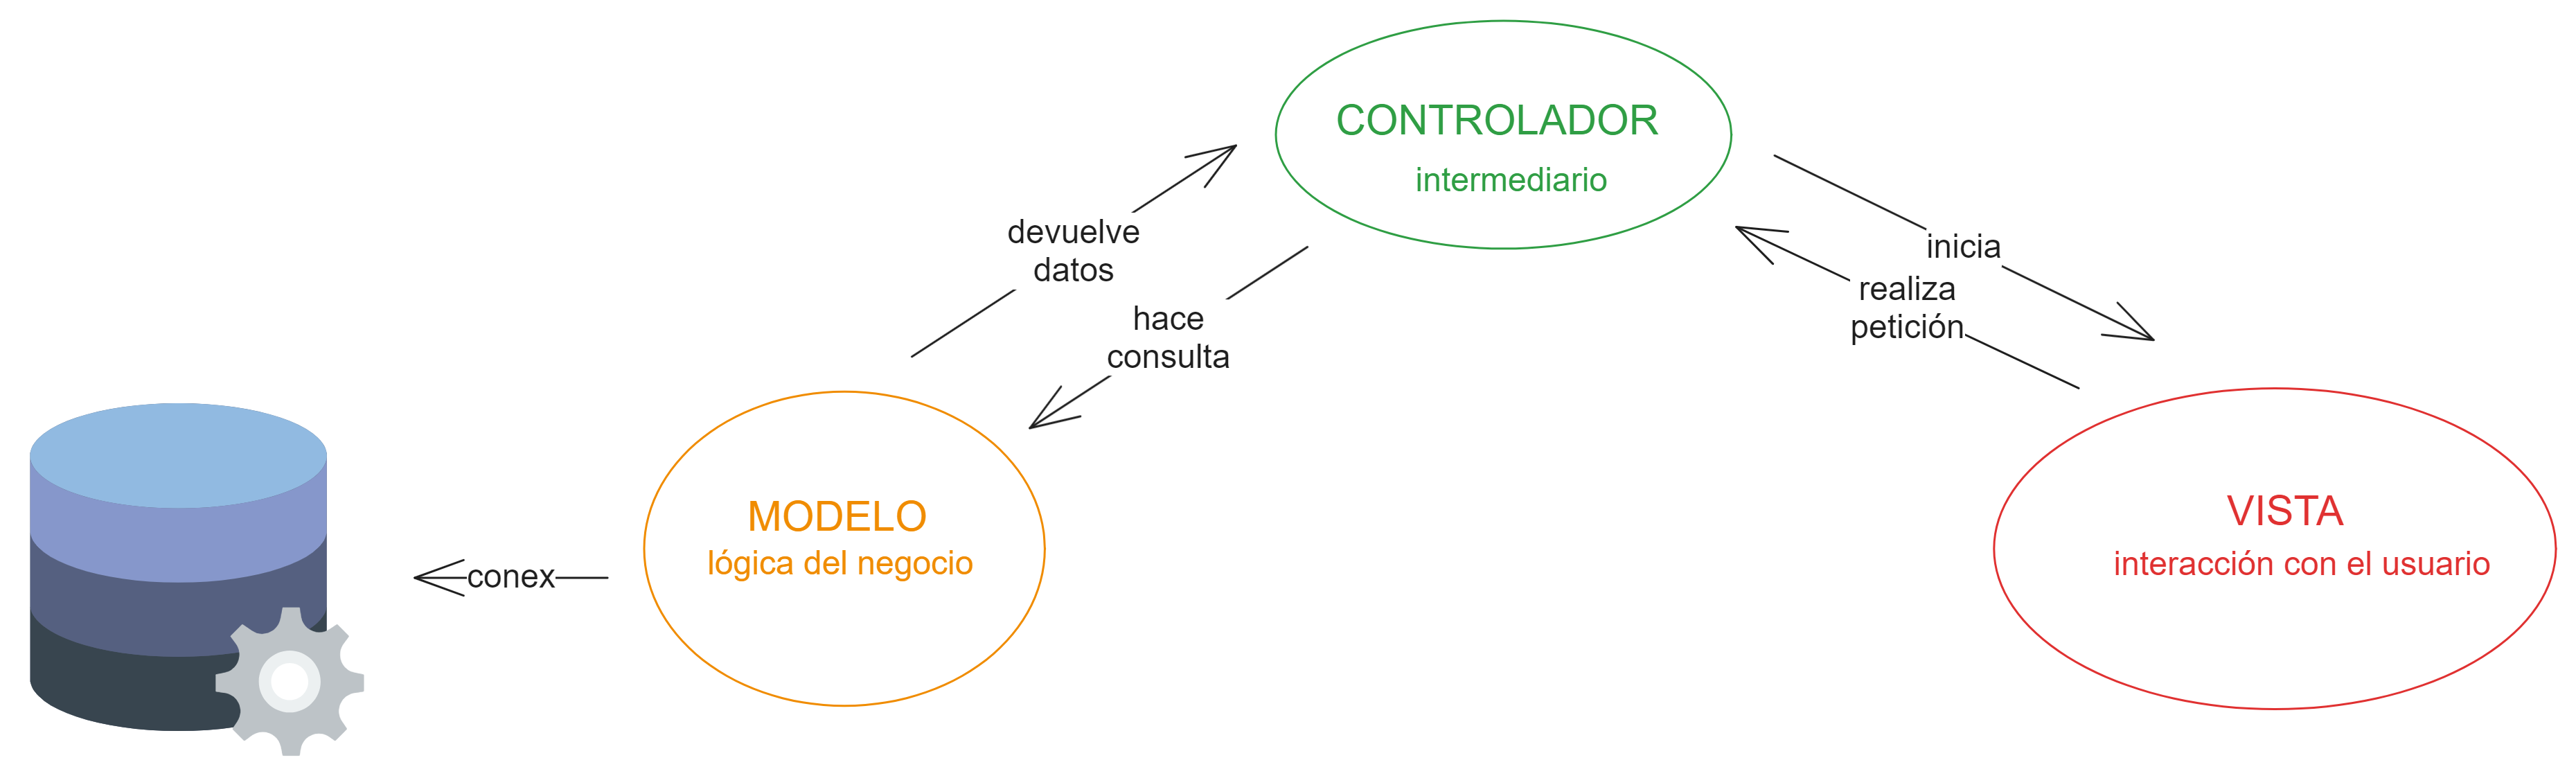 CONTROLADOR
intermediario
devuelve
datos
hace
consulta
inicia
realiza
petición
MODELO
lógica del negocio
conex
VISTA
interacción con el usuario